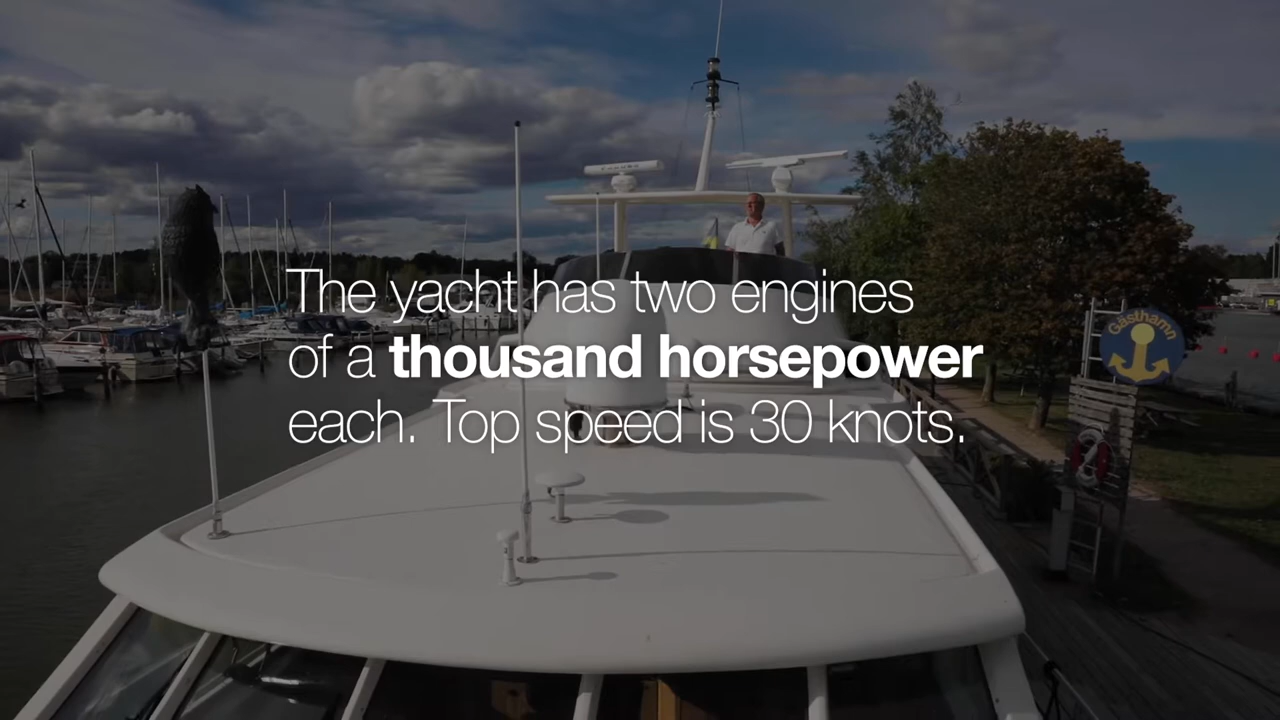 The yacht has two engines
of a thousand horsepower
each. Top speed is 30 knots.
Gästhamn